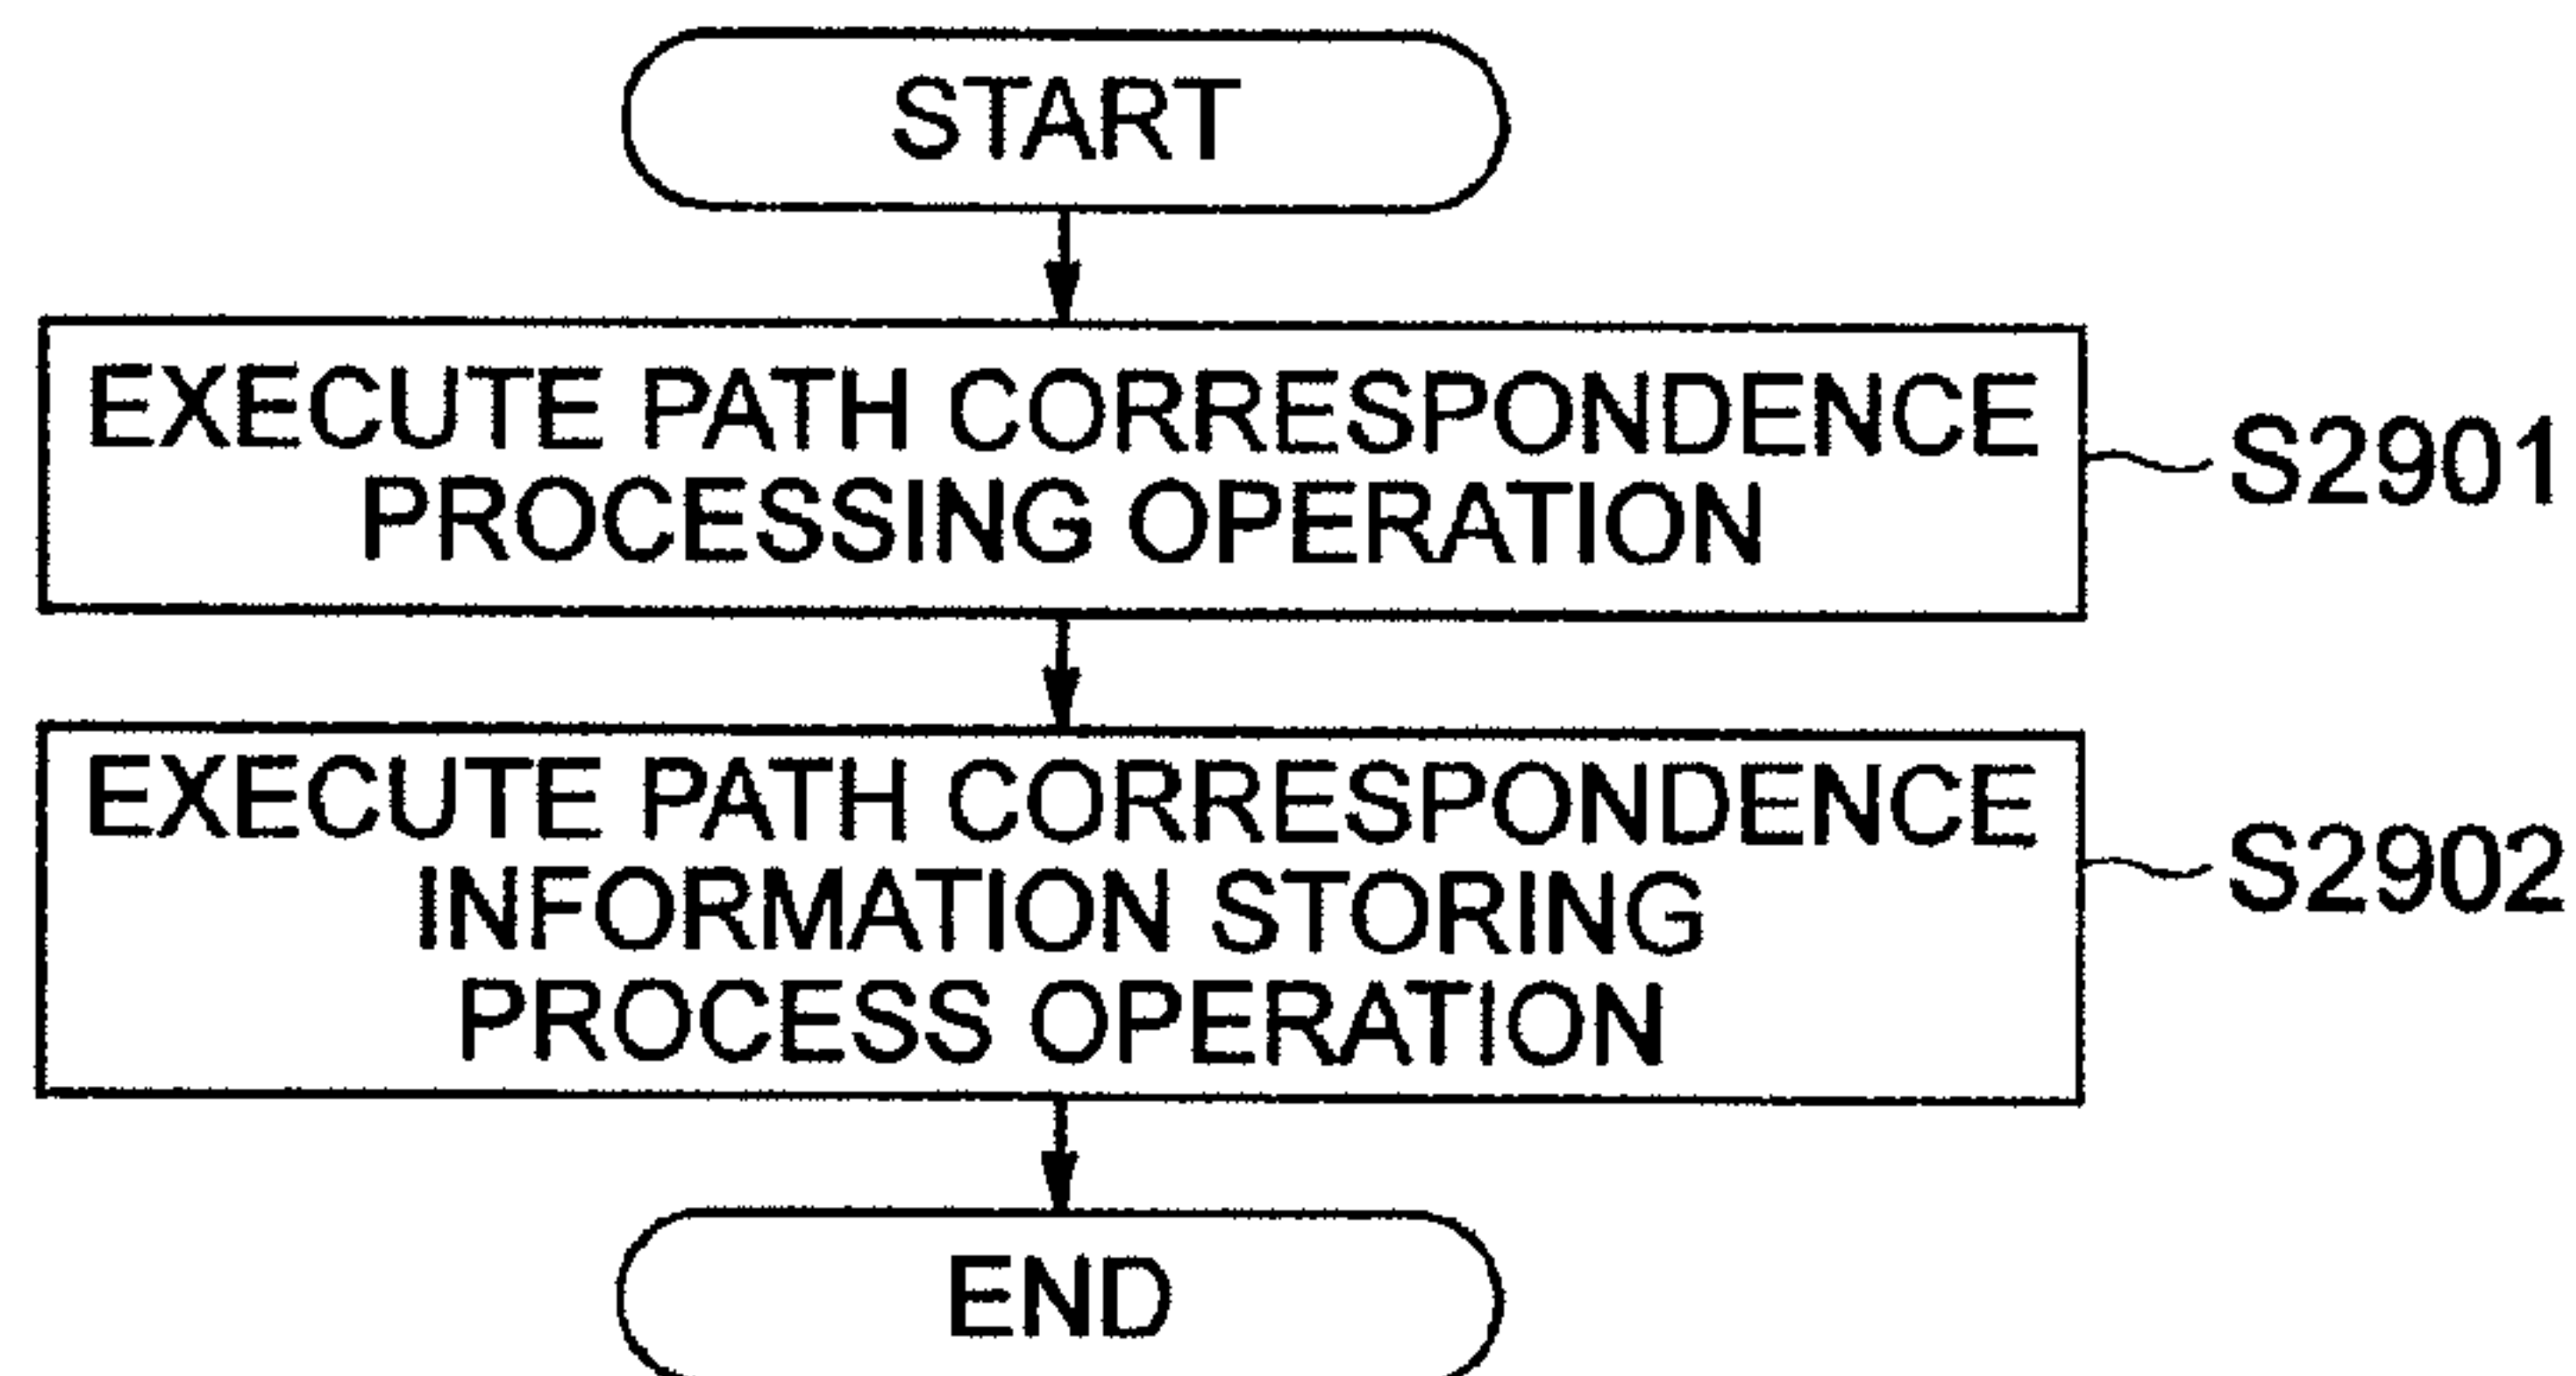 START
EXECUTE PATH CORRESPONDENCE
PROCESSING OPERATION
S2901
EXECUTE PATH CORRESPONDENCE
INFORMATION STORING
PROCESS OPERATION
S2902
END